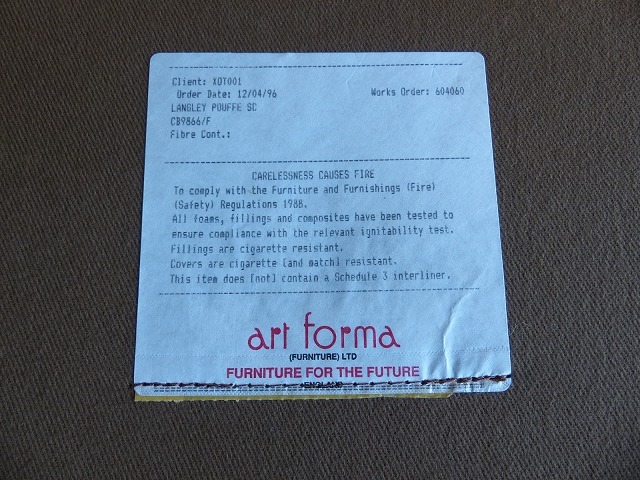 Client: XOT001
Order Date: 12/04/96 Works Order: 604060
LANGLEY POUFFE SC
CB9866/F
Fibre Cont.:
CARELESSNESS CAUSES FIRE
To comply with the Furniture and Furnishings (Fire)
(Safety) Regulations 1988.
All foams, fillings and composites have been tested to
ensure compliance with the relevant ignitability test.
Fillings are cigarette resistant.
Covers are cigarette [and match] resistant.
This item does [not] contain a Schedule 3 interliner.
art forma
(FURNITURE) LTD
FURNITURE FOR THE FUTURE
ENGLAND